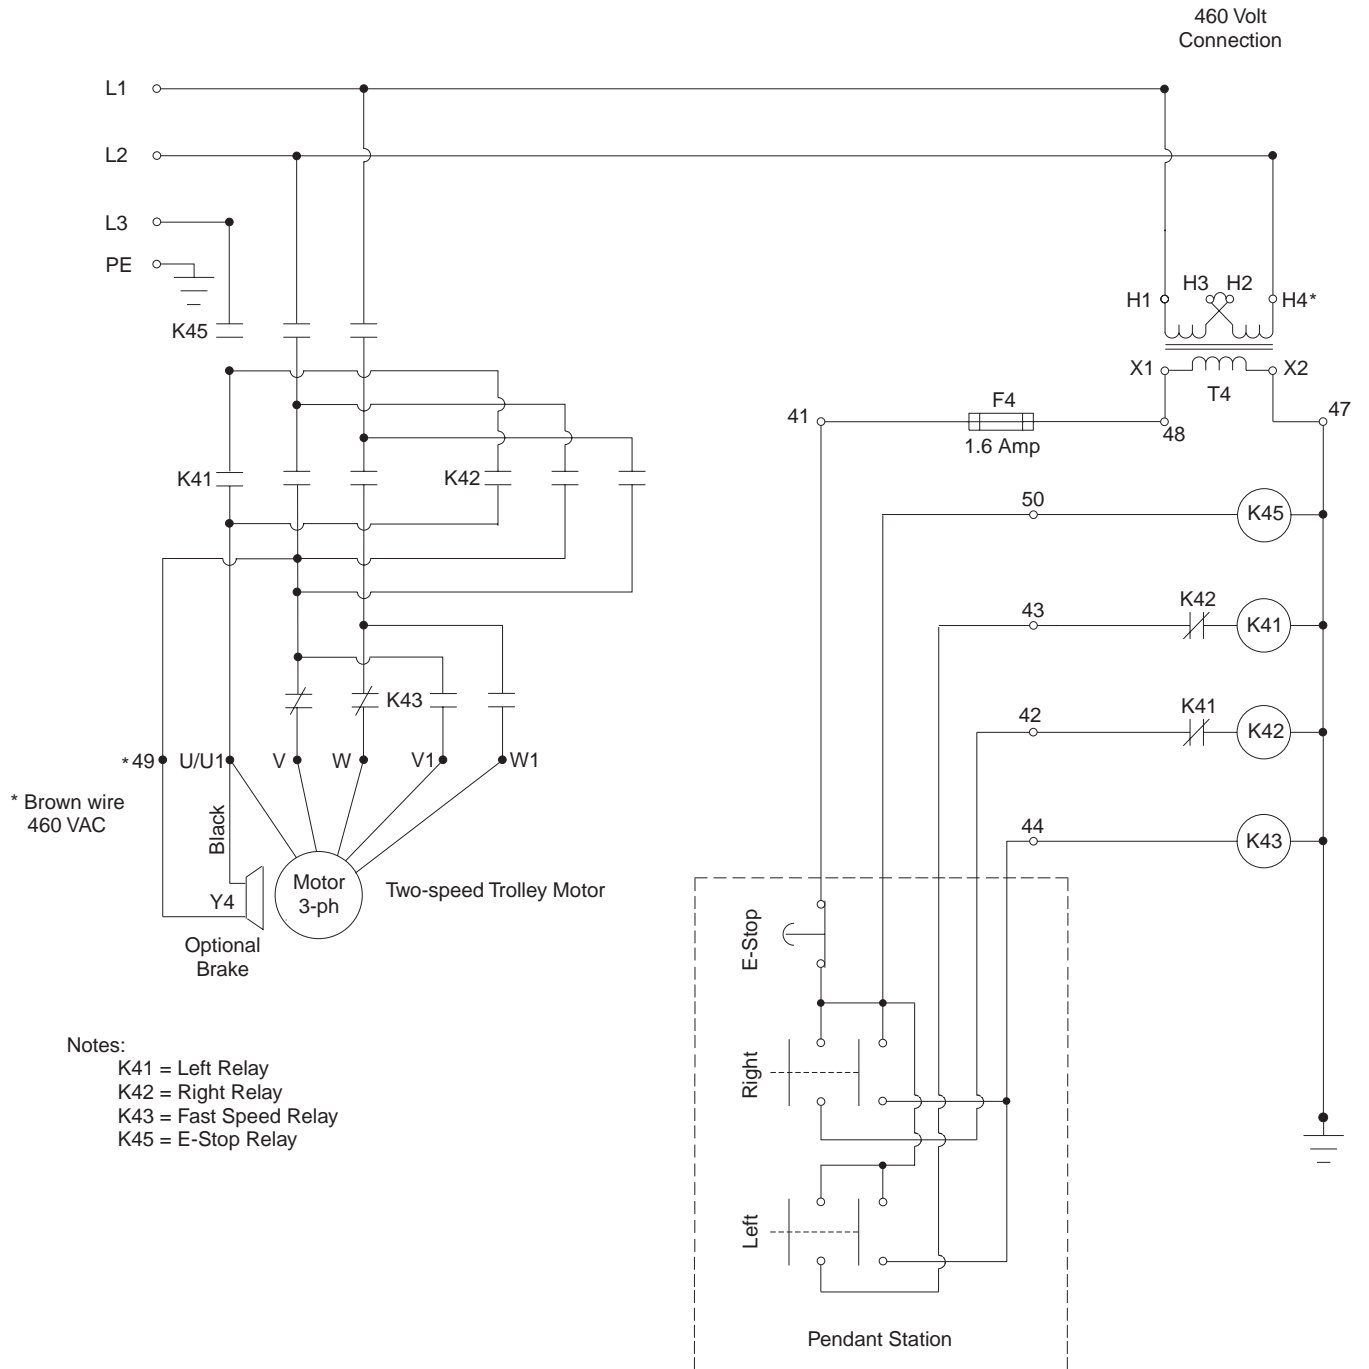 460 Volt
Connection
L1
L2
L3
PE
H1
H3
H2
H4*
K45
X1
X2
T4
41
F4
1.6 Amp
48
47
K41
K42
50
K45
43
K42
K41
42
K41
K42
44
K43
K43
*49
U/U1
V
W
V1
W1
* Brown wire
460 VAC
Black
Y4
Motor
3-ph
Two-speed Trolley Motor
Optional
Brake
E-Stop
Right
Left
Pendant Station
Notes:
K41 = Left Relay
K42 = Right Relay
K43 = Fast Speed Relay
K45 = E-Stop Relay